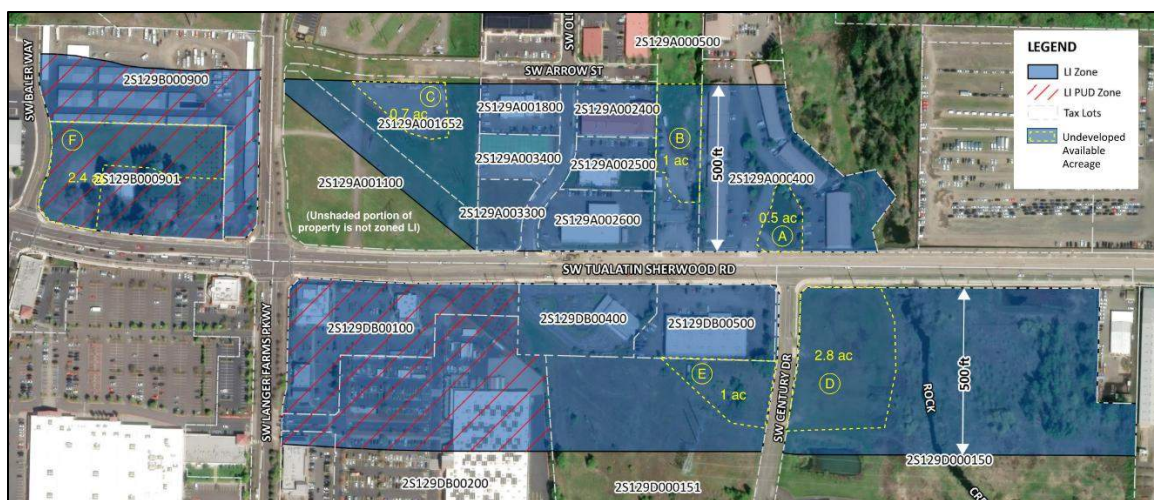 SW BALER WAY
2S129B000900
F
2.4
2S129B000901
SW LANGER FARMS PKWY
SW ARROW ST
SW OL
2S129A000500
C
0.7 ac
2S129A001652
2S129A001100
(Unshaded portion of
property is not zoned LI)
2S129A001800
2S129A002400
2S129A003400
2S129A002500
2S129A003300
2S129A002600
B
1 ac
500 ft
2S129A000400
0.5 ac
A
LEGEND
LI Zone
LI PUD Zone
Tax Lots
Undeveloped
Available
Acreage
SW TUALATIN SHERWOOD RD
2S129DB00100
2S129DB00400
2S129DB00500
E
1 ac
SW CENTURY DR
2.8 ac
D
ROCK
500 ft
2S129D000150
CR
2S129DB00200
2S129D000151